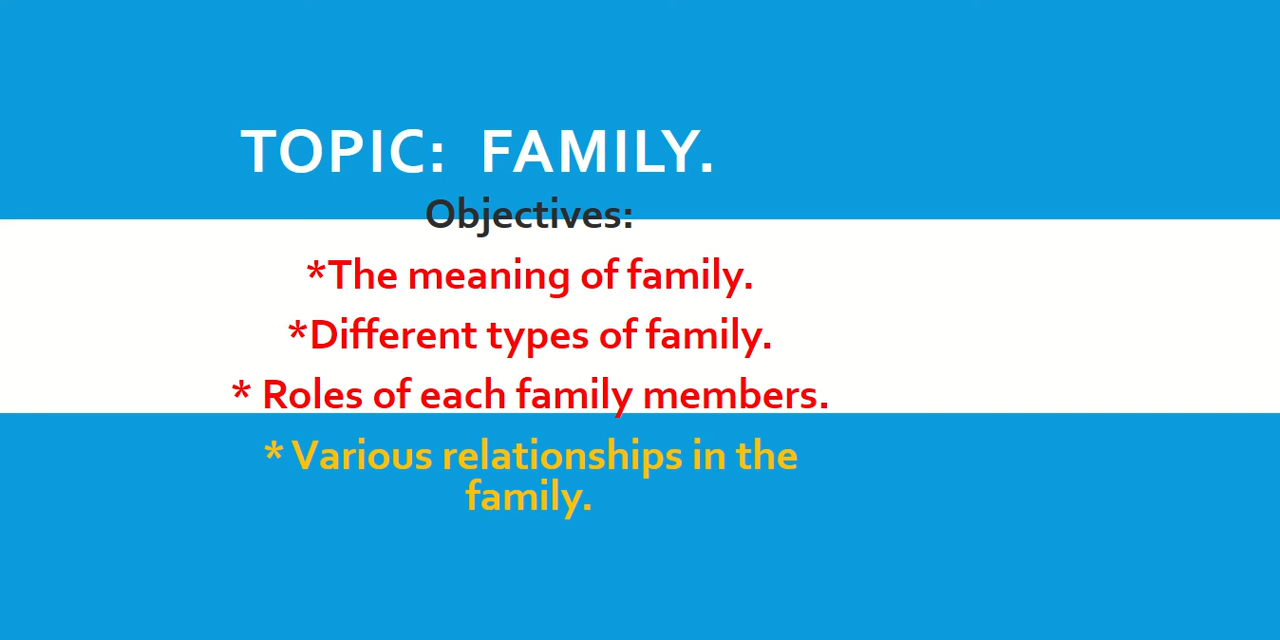 TOPIC: FAMILY.
Objectives:
*The meaning of family.
*Different types of family.
* Roles of each family members.
* Various relationships in the
family.